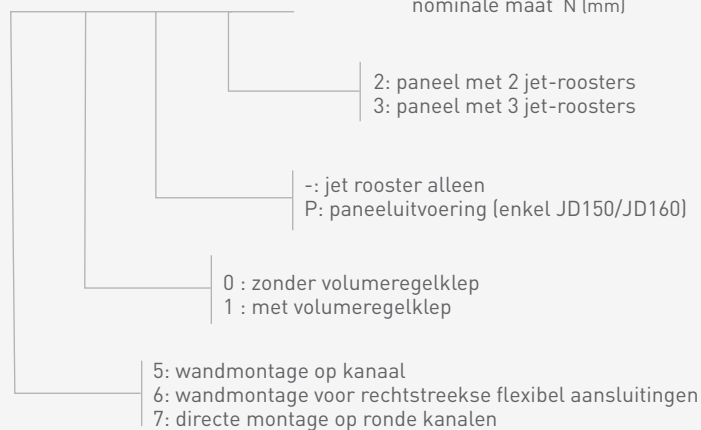 nominale maat N (mm)
2: paneel met 2 jet-roosters
3: paneel met 3 jet-roosters
-: jet rooster alleen
P: paneeluitvoering (enkel JD150/JD160)
0 : zonder volumeregelklep
1 : met volumeregelklep
5: wandmontage op kanaal
6: wandmontage voor rechtstreekse flexibel aansluitingen
7: directe montage op ronde kanalen